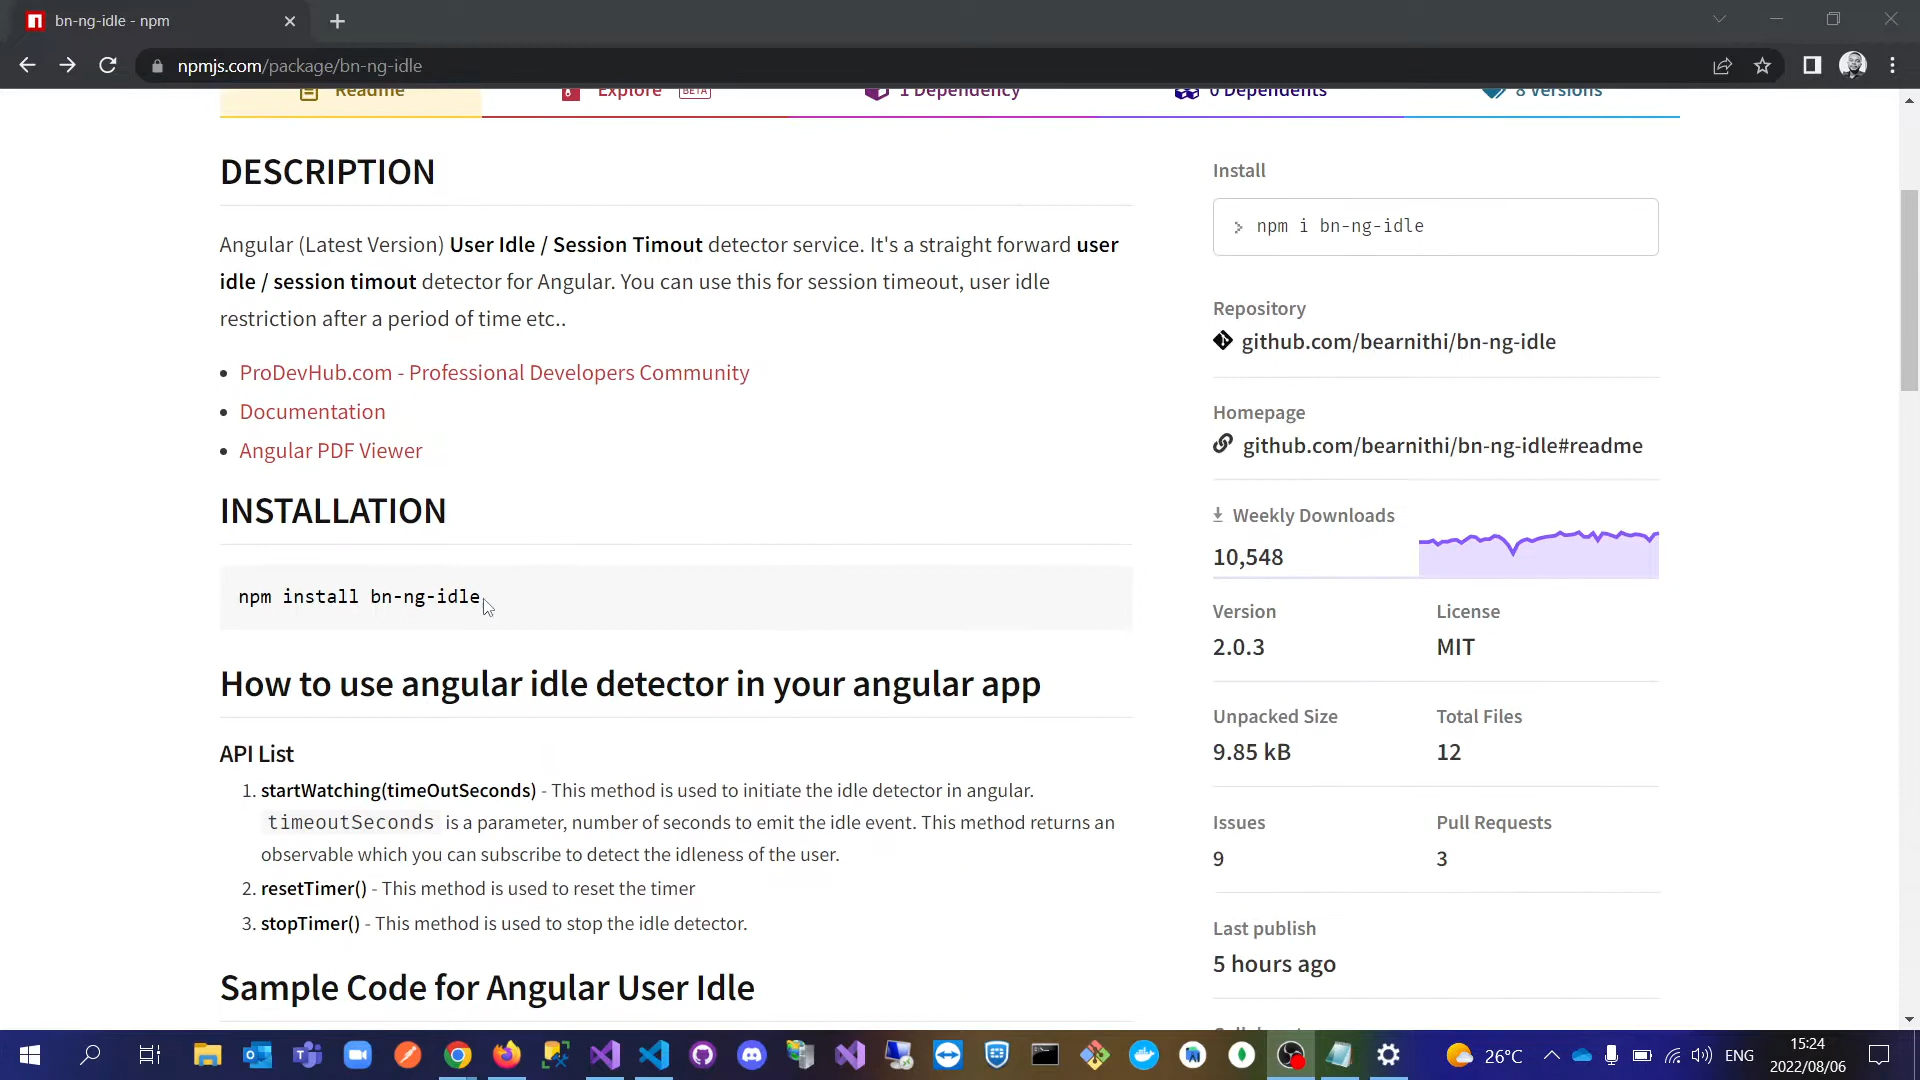 bn-ng-idle - npm
npmjs.com/package/bn-ng-idle
Readme
Explore BETA
1 Dependency
0 Dependents
8 Versions
DESCRIPTION
Angular (Latest Version) User Idle / Session Timout detector service. It's a straight forward user
idle / session timout detector for Angular. You can use this for session timeout, user idle
restriction after a period of time etc..
ProDevHub.com - Professional Developers Community
Documentation
Angular PDF Viewer
INSTALLATION
npm install bn-ng-idle
How to use angular idle detector in your angular app
API List
1. startWatching(timeOutSeconds) - This method is used to initiate the idle detector in angular.
timeoutSeconds is a parameter, number of seconds to emit the idle event. This method returns an
observable which you can subscribe to detect the idleness of the user.
2. resetTimer() - This method is used to reset the timer
3. stopTimer() - This method is used to stop the idle detector.
Sample Code for Angular User Idle
Install
> npm i bn-ng-idle
Repository
github.com/bearnithi/bn-ng-idle
Homepage
github.com/bearnithi/bn-ng-idle#readme
Weekly Downloads
10,548
Version License
2.0.3 MIT
Unpacked Size Total Files
9.85 kB 12
Issues Pull Requests
9 3
Last publish
5 hours ago
26°C
ENG
15:24
2022/08/06